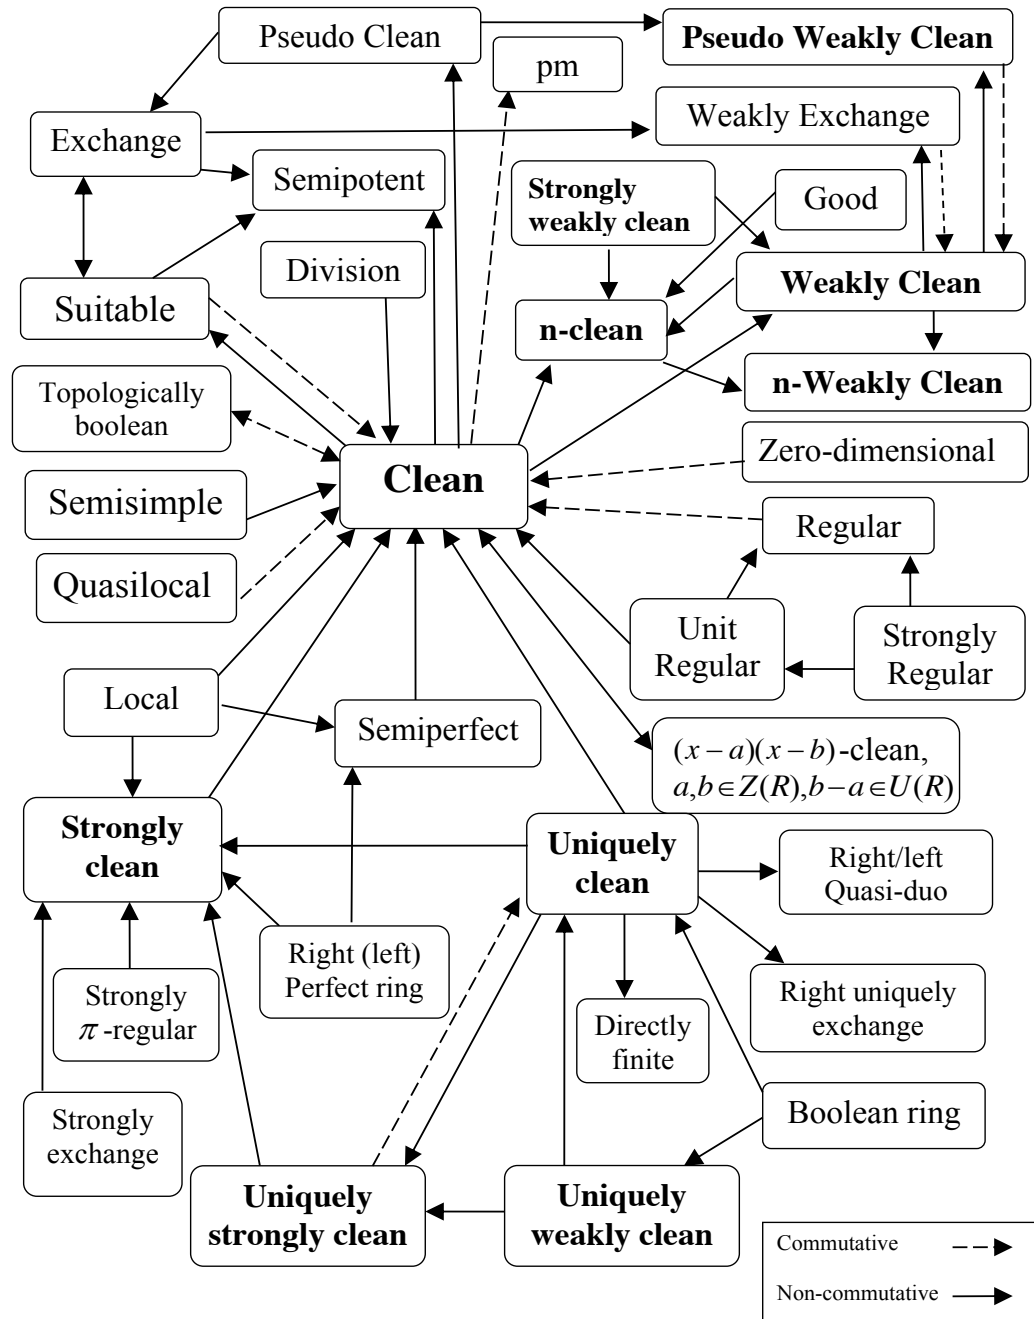 Pseudo Clean
Pseudo Weakly Clean
pm
Exchange
Weakly Exchange
Semipotent
Strongly
weakly clean
Good
Division
Suitable
Weakly Clean
n-clean
Topologically
boolean
n-Weakly Clean
Clean
Zero-dimensional
Semisimple
Regular
Quasilocal
Unit
Regular
Strongly
Regular
Local
Semiperfect
(x − a)(x − b)-clean,
a,b∈Z(R),b−a∈U(R)
Strongly
clean
Uniquely
clean
Right/left
Quasi-duo
Right (left)
Perfect ring
Strongly
π -regular
Right uniquely
exchange
Directly
finite
Strongly
exchange
Boolean ring
Uniquely
strongly clean
Uniquely
weakly clean
Commutative
Non-commutative